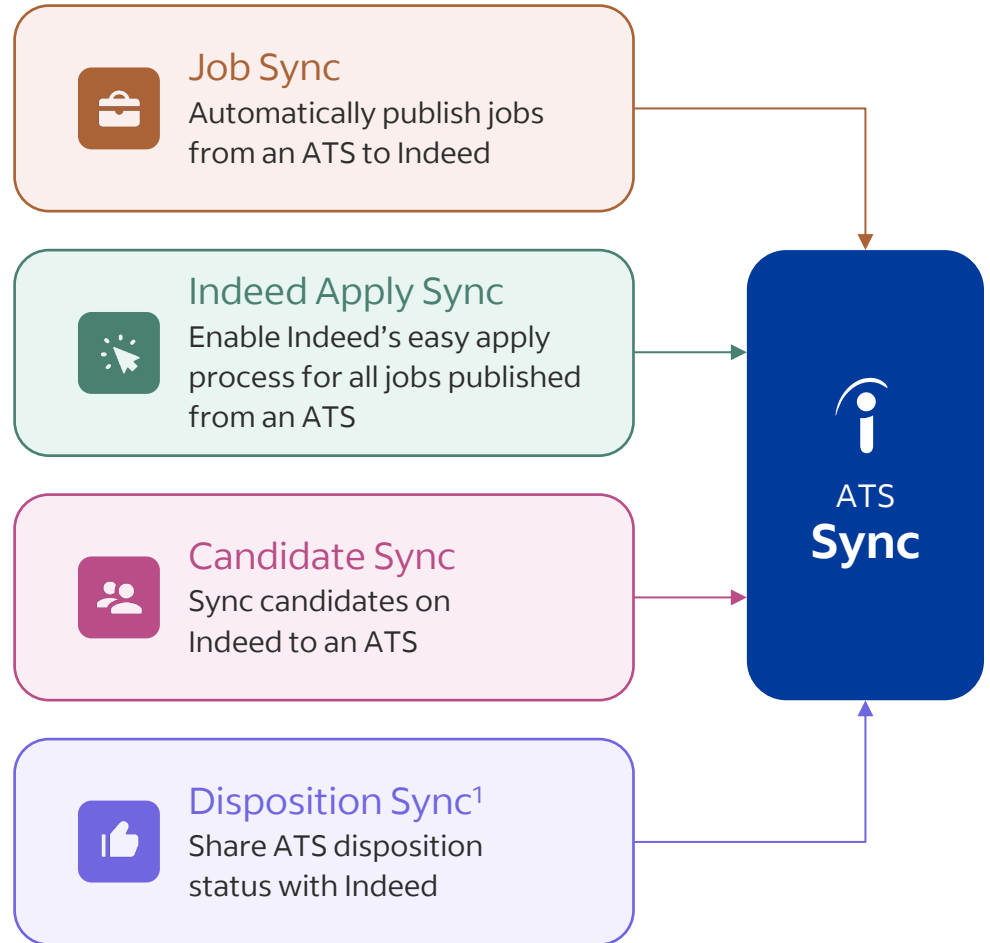 Job Sync
Automatically publish jobs
from an ATS to Indeed
Indeed Apply Sync
Enable Indeed’s easy apply
process for all jobs published
from an ATS
Candidate Sync
Sync candidates on
Indeed to an ATS
Disposition Sync¹
Share ATS disposition
status with Indeed
ATS
Sync